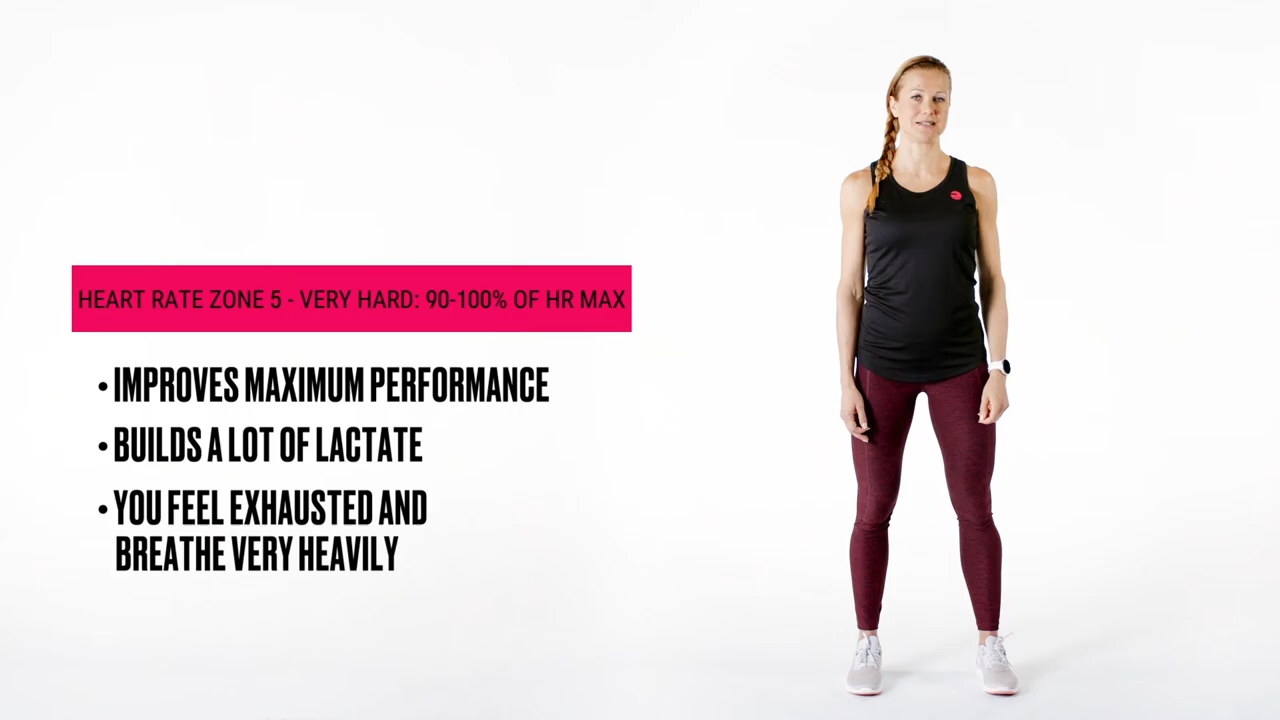 HEART RATE ZONE 5 - VERY HARD: 90-100% OF HR MAX
• IMPROVES MAXIMUM PERFORMANCE
• BUILDS A LOT OF LACTATE
• YOU FEEL EXHAUSTED AND
BREATHE VERY HEAVILY